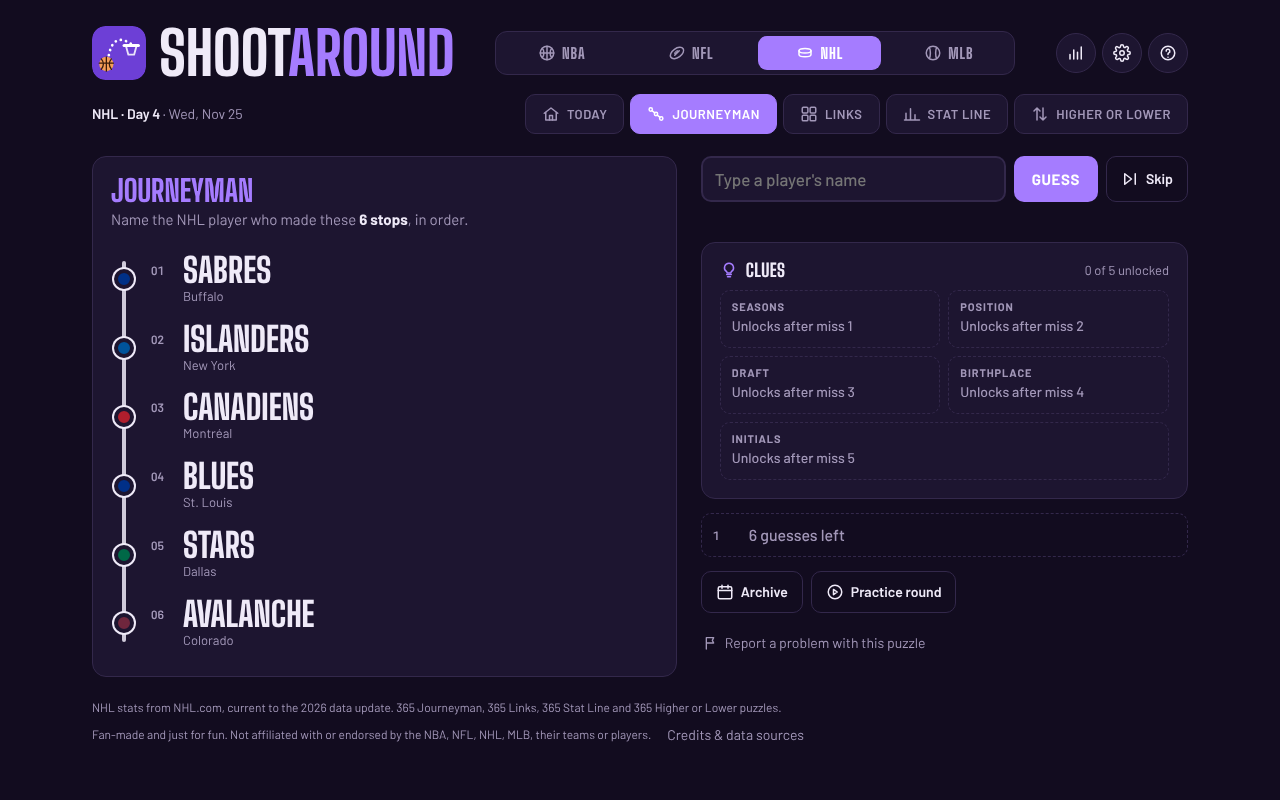 SHOOTAROUND
NBA
NFL
NHL
MLB
NHL · Day 4 · Wed, Nov 25
TODAY
JOURNEYMAN
LINKS
STAT LINE
HIGHER OR LOWER
JOURNEYMAN
Name the NHL player who made these 6 stops, in order.
01 SABRES
Buffalo
02 ISLANDERS
New York
03 CANADIENS
Montréal
04 BLUES
St. Louis
05 STARS
Dallas
06 AVALANCHE
Colorado
Type a player's name
GUESS
Skip
CLUES
0 of 5 unlocked
SEASONS
Unlocks after miss 1
POSITION
Unlocks after miss 2
DRAFT
Unlocks after miss 3
BIRTHPLACE
Unlocks after miss 4
INITIALS
Unlocks after miss 5
1 6 guesses left
Archive
Practice round
Report a problem with this puzzle
NHL stats from NHL.com, current to the 2026 data update. 365 Journeyman, 365 Links, 365 Stat Line and 365 Higher or Lower puzzles.
Fan-made and just for fun. Not affiliated with or endorsed by the NBA, NFL, NHL, MLB, their teams or players. Credits & data sources